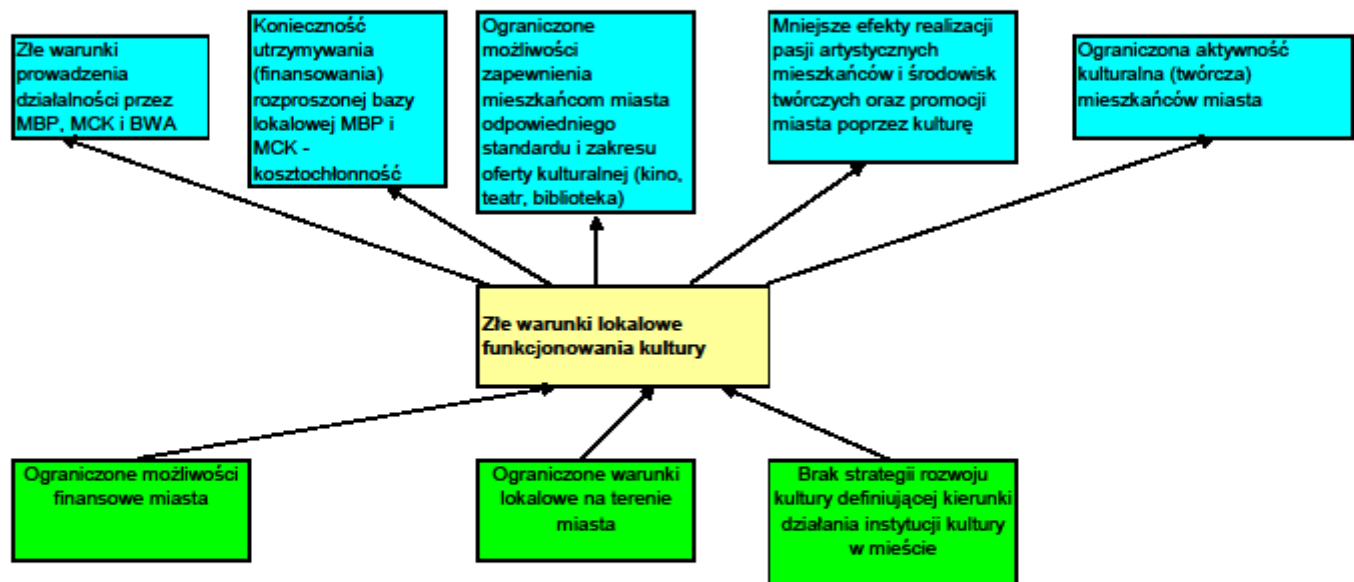 Złe warunki
prowadzenia
działalności przez
MBP, MCK i BWA
Konieczność
utrzymywania
(finansowania)
rozproszonej bazy
lokalowej MBP i
MCK -
kosztochłonność
Ograniczone
możliwości
zapewnienia
mieszkańcom miasta
odpowiedniego
standardu i zakresu
oferty kulturalnej (kino,
teatr, biblioteka)
Mniejsze efekty realizacji
pasji artystycznych
mieszkańców i środowisk
twórczych oraz promocji
miasta poprzez kulturę
Ograniczona aktywność
kulturalna (twórcza)
mieszkańców miasta
Złe warunki lokalowe
funkcjonowania kultury
Ograniczone możliwości
finansowe miasta
Ograniczone warunki
lokalowe na terenie
miasta
Brak strategii rozwoju
kultury definiującej kierunki
działania instytucji kultury
w mieście